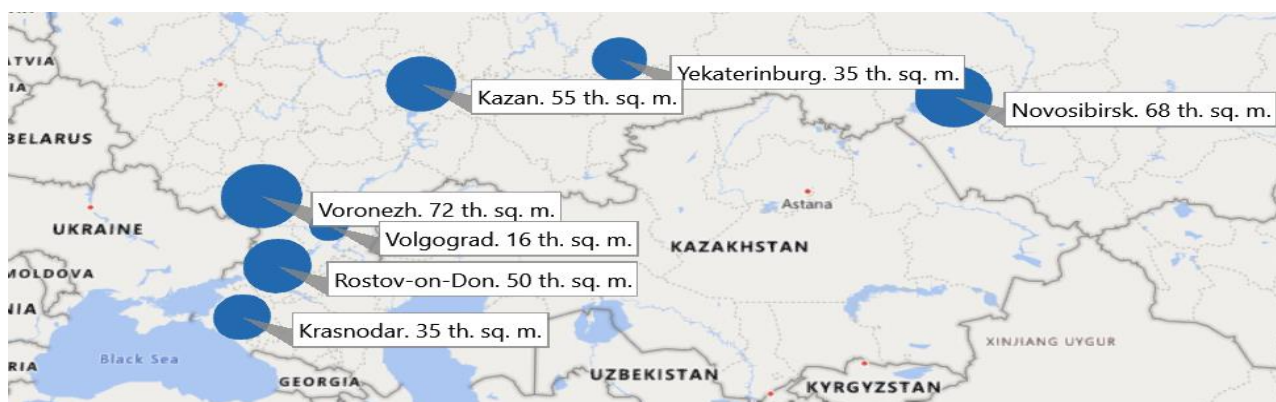 ATVIA
IA
BELARUS
UKRAINE
MOLDOVA
NIA
RIA
Black Sea
GEORGIA
Kazan. 55 th. sq. m.
Yekaterinburg. 35 th. sq. m.
Novosibirsk. 68 th. sq. m.
Voronezh. 72 th. sq. m.
Volgograd. 16 th. sq. m.
Rostov-on-Don. 50 th. sq. m.
Krasnodar. 35 th. sq. m.
Astana
KAZAKHSTAN
UZBEKISTAN
KYRGYZSTAN
XINJIANG UYGUR